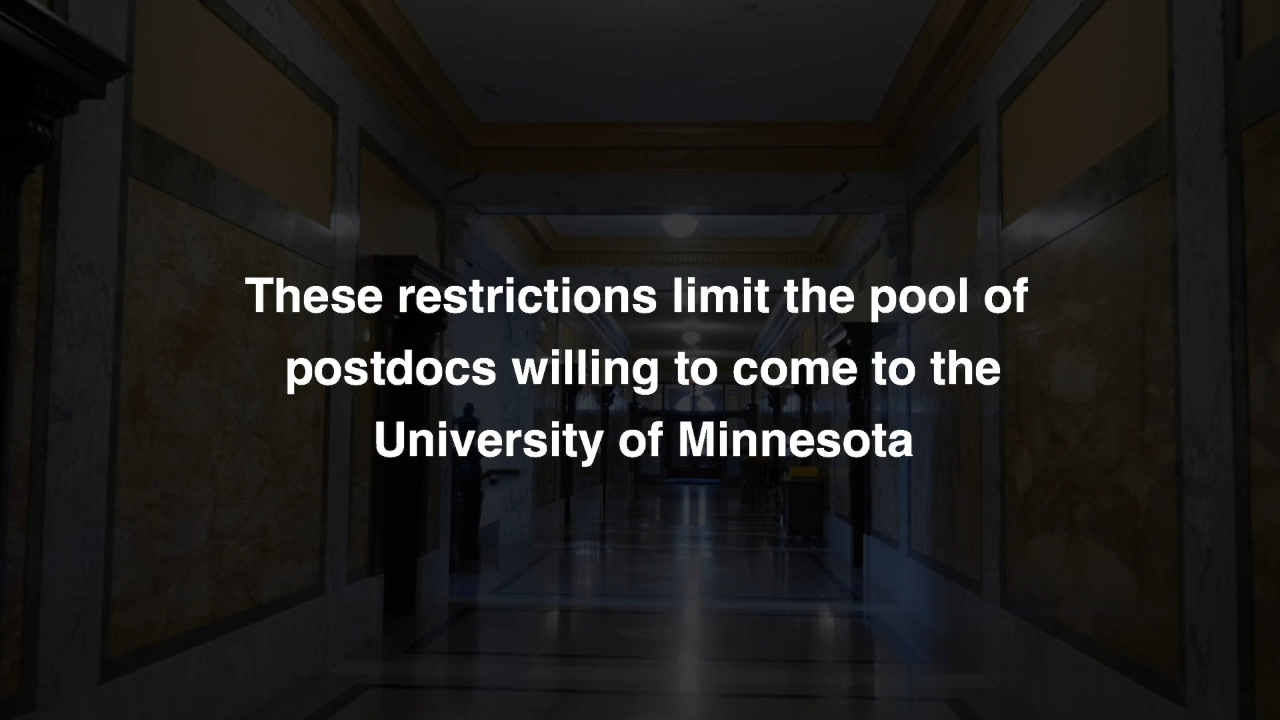 These restrictions limit the pool of
postdocs willing to come to the
University of Minnesota